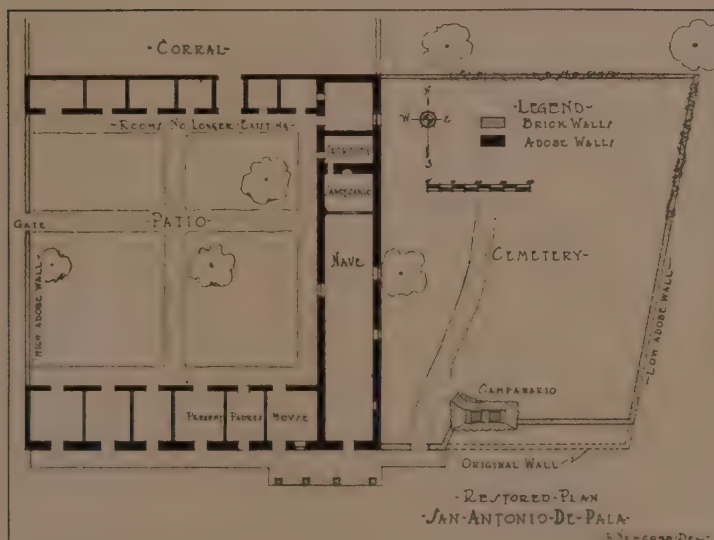 -CORRAL-
-LEGEND-
BRICK WALLS
ADOBE WALLS
N
W
E
S
-ROOMS NO LONGER EXISTING-
SANCTUARY
GATE
-PATIO-
NAVE
CEMETERY-
HIGH ADOBE WALL-
LOW ADOBE WALL-
CAMPANARIO
PRESENT PADRES HOUSE
ORIGINAL WALL
-RESTORED-PLAN
-SAN-ANTONIO-DE-PALA-